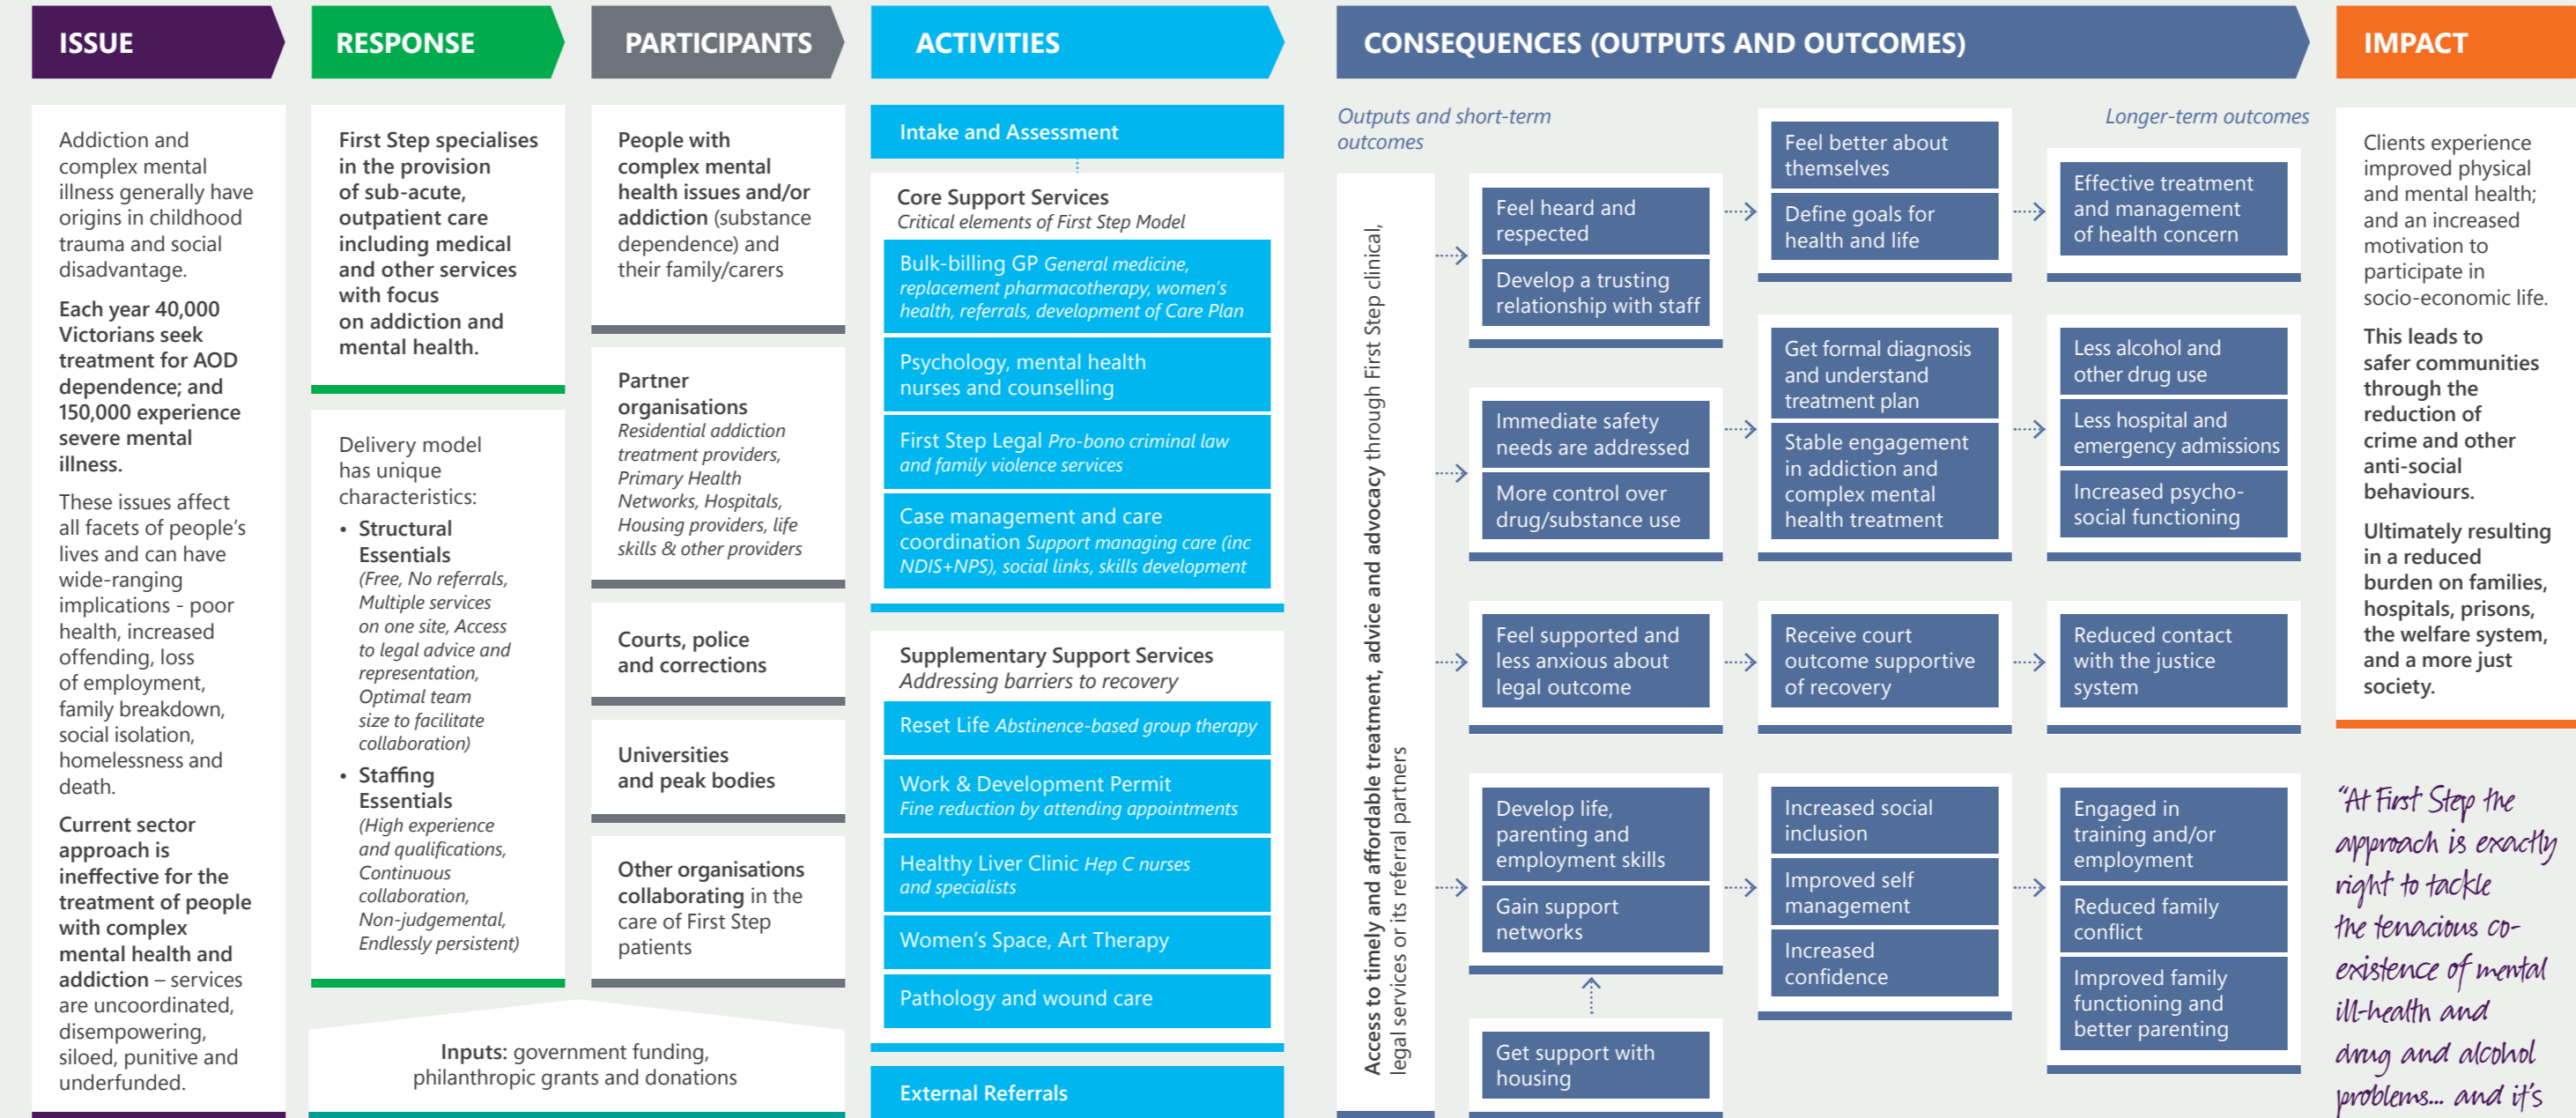 ISSUE
Addiction and
complex mental
illness generally have
origins in childhood
trauma and social
disadvantage.
Each year 40,000
Victorians seek
treatment for AOD
dependence; and
150,000 experience
severe mental
illness.
These issues affect
all facets of people's
lives and can have
wide-ranging
implications - poor
health, increased
offending, loss
of employment,
family breakdown,
social isolation,
homelessness and
death.
Current sector
approach is
ineffective for the
treatment of people
with complex
mental health and
addiction – services
are uncoordinated,
disempowering,
siloed, punitive and
underfunded.
RESPONSE
First Step specialises
in the provision
of sub-acute,
outpatient care
including medical
and other services
with focus
on addiction and
mental health.
Delivery model
has unique
characteristics:
• Structural
Essentials
(Free, No referrals,
Multiple services
on one site, Access
to legal advice and
representation,
Optimal team
size to facilitate
collaboration)
• Staffing
Essentials
(High experience
and qualifications,
Continuous
collaboration,
Non-judgemental,
Endlessly persistent)
PARTICIPANTS
People with
complex mental
health issues and/or
addiction (substance
dependence) and
their family/carers
Partner
organisations
Residential addiction
treatment providers,
Primary Health
Networks, Hospitals,
Housing providers, life
skills & other providers
Courts, police
and corrections
Universities
and peak bodies
Other organisations
collaborating in the
care of First Step
patients
Inputs: government funding,
philanthropic grants and donations
ACTIVITIES
Intake and Assessment
Core Support Services
Critical elements of First Step Model
Bulk-billing GP General medicine,
replacement pharmacotherapy, women's
health, referrals, development of Care Plan
Psychology, mental health
nurses and counselling
First Step Legal Pro-bono criminal law
and family violence services
Case management and care
coordination Support managing care (inc
NDIS+NPS), social links, skills development
Supplementary Support Services
Addressing barriers to recovery
Reset Life Abstinence-based group therapy
Work & Development Permit
Fine reduction by attending appointments
Healthy Liver Clinic Hep C nurses
and specialists
Women's Space, Art Therapy
Pathology and wound care
External Referrals
CONSEQUENCES (OUTPUTS AND OUTCOMES)
Outputs and short-term
outcomes
Longer-term outcomes
Access to timely and affordable treatment, advice and advocacy through First Step clinical,
legal services or its referral partners
Feel heard and
respected
Develop a trusting
relationship with staff
Feel better about
themselves
Define goals for
health and life
Effective treatment
and management
of health concern
Immediate safety
needs are addressed
More control over
drug/substance use
Get formal diagnosis
and understand
treatment plan
Stable engagement
in addiction and
complex mental
health treatment
Less alcohol and
other drug use
Less hospital and
emergency admissions
Increased psycho-
social functioning
Feel supported and
less anxious about
legal outcome
Receive court
outcome supportive
of recovery
Reduced contact
with the justice
system
Develop life,
parenting and
employment skills
Gain support
networks
Get support with
housing
Increased social
inclusion
Improved self
management
Increased
confidence
Engaged in
training and/or
employment
Reduced family
conflict
Improved family
functioning and
better parenting
IMPACT
Clients experience
improved physical
and mental health;
and an increased
motivation to
participate in
socio-economic life.
This leads to
safer communities
through the
reduction of
crime and other
anti-social
behaviours.
Ultimately resulting
in a reduced
burden on families,
hospitals, prisons,
the welfare system,
and a more just
society.
"At First Step the
approach is exactly
right to tackle
the tenacious co-
existence of mental
ill-health and
drug and alcohol
problems... and it's